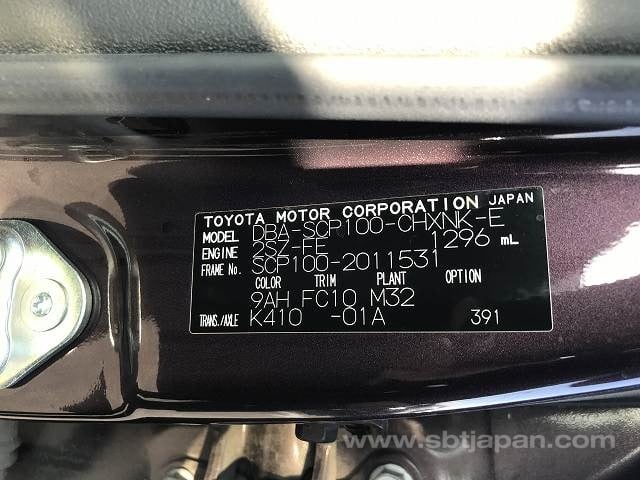 TOYOTA MOTOR CORPORATION JAPAN
MODEL DBA-SCP100-CHXNK-E
ENGINE 2SZ-FE 1296 mL
FRAME No. SCP100-2011531
COLOR TRIM PLANT OPTION
9AH FC10 M32
TRANS./AXLE K410 -01A 391
www.sbtjapan.com